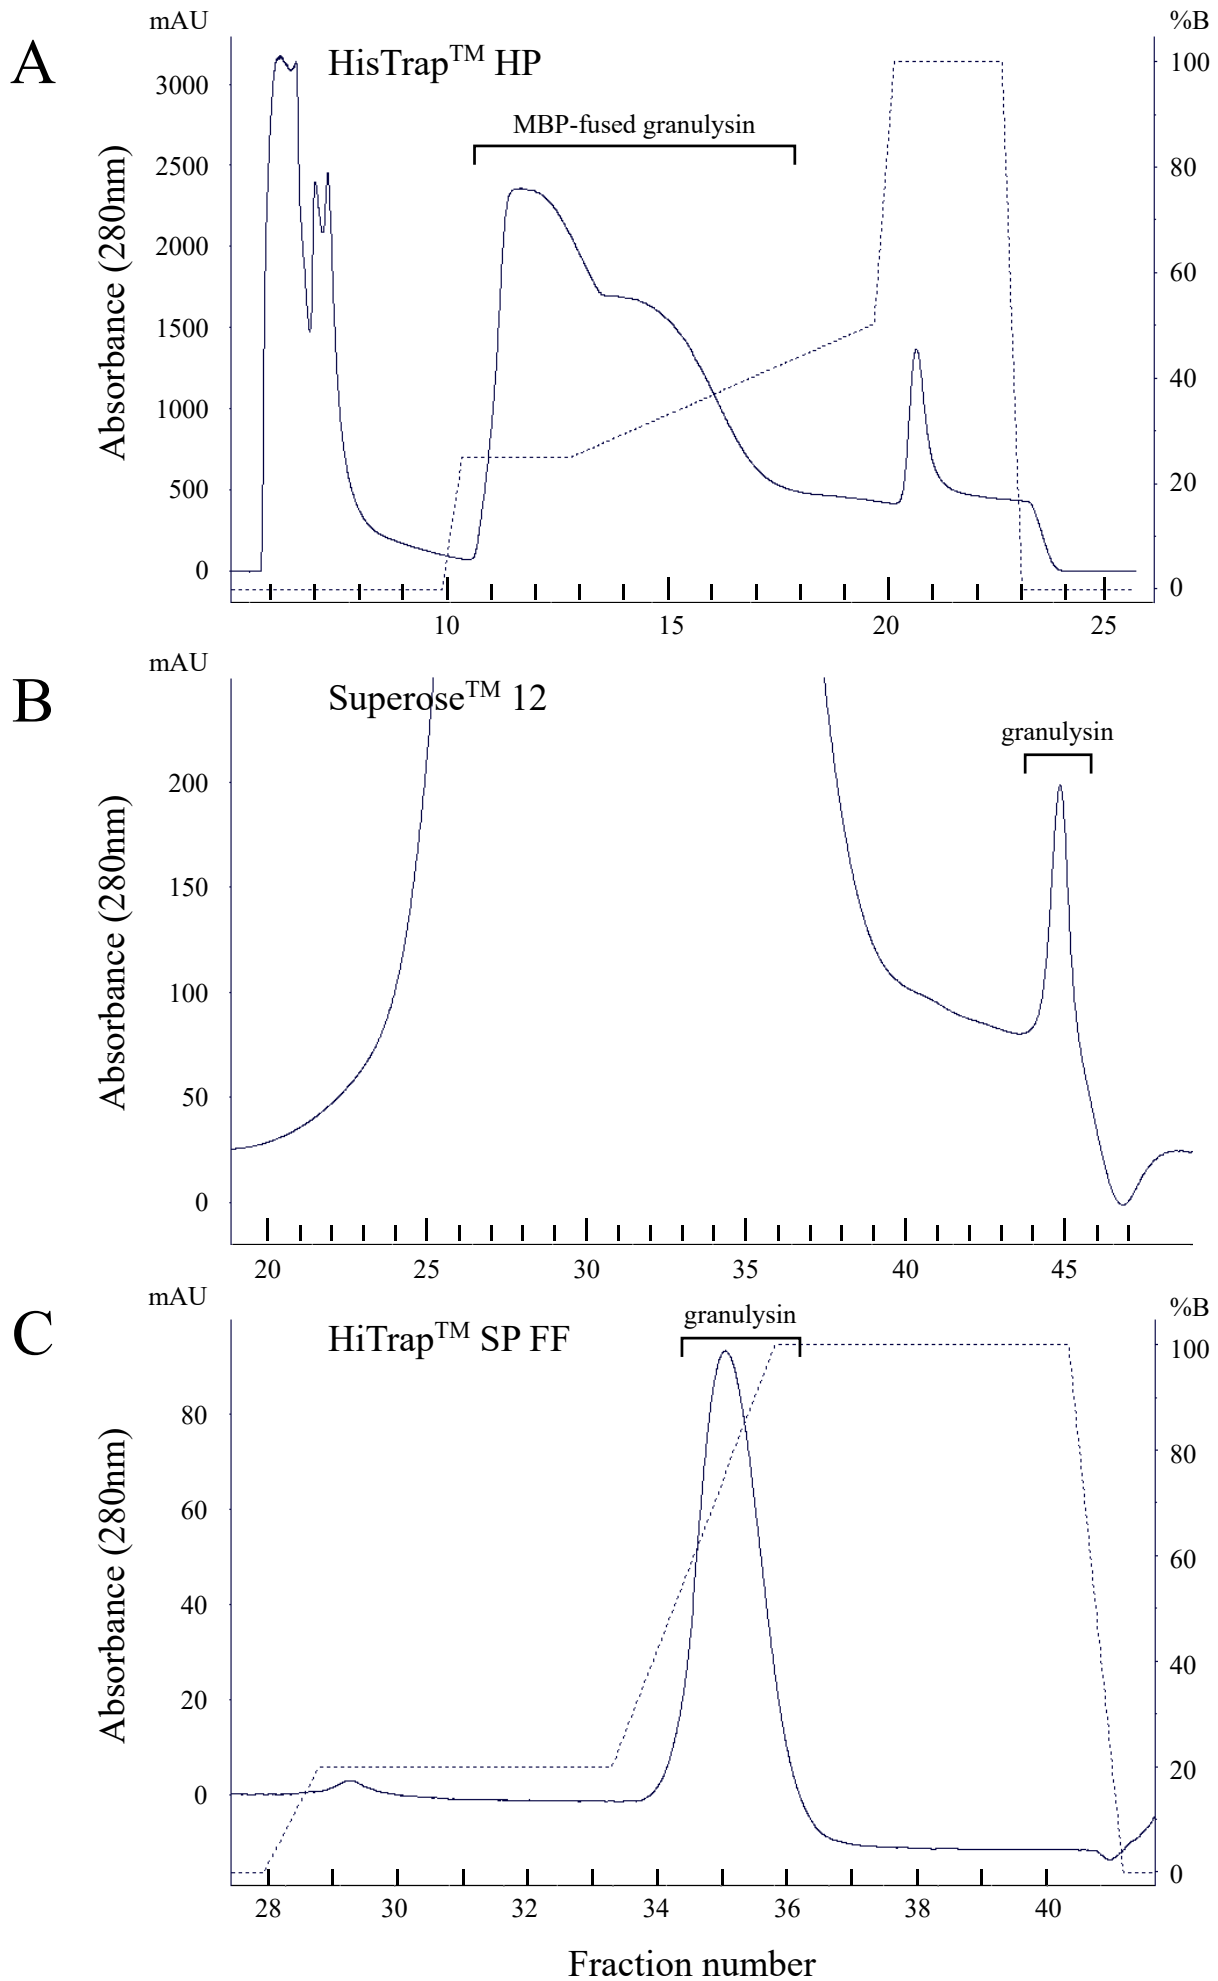 A
mAU
%B
HisTrap™ HP
MBP-fused granulysin
Absorbance (280nm)
3000
2500
2000
1500
1000
500
0
100
80
60
40
20
0
10 15 20 25
B
mAU
Superose™ 12
granulysin
Absorbance (280nm)
200
150
100
50
0
20 25 30 35 40 45
C
mAU
%B
HiTrap™ SP FF
granulysin
Absorbance (280nm)
80
60
40
20
0
100
80
60
40
20
0
28 30 32 34 36 38 40
Fraction number